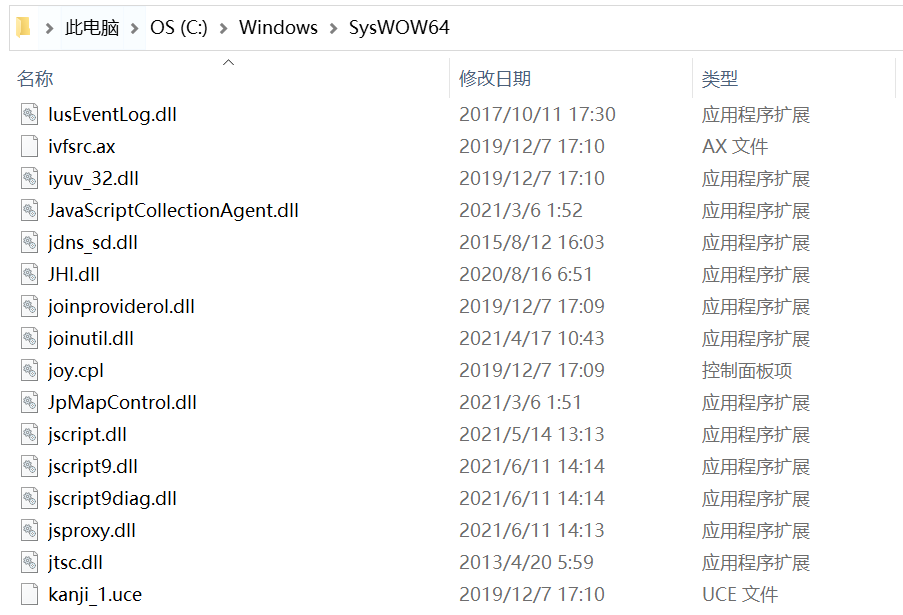 此电脑 > OS (C:) > Windows > SysWOW64
名称 修改日期 类型
IusEventLog.dll 2017/10/11 17:30 应用程序扩展
ivfsrc.ax 2019/12/7 17:10 AX 文件
iyuv_32.dll 2019/12/7 17:10 应用程序扩展
JavaScriptCollectionAgent.dll 2021/3/6 1:52 应用程序扩展
jdns_sd.dll 2015/8/12 16:03 应用程序扩展
JHI.dll 2020/8/16 6:51 应用程序扩展
joinproviderol.dll 2019/12/7 17:09 应用程序扩展
joinutil.dll 2021/4/17 10:43 应用程序扩展
joy.cpl 2019/12/7 17:09 控制面板项
JpMapControl.dll 2021/3/6 1:51 应用程序扩展
jscript.dll 2021/5/14 13:13 应用程序扩展
jscript9.dll 2021/6/11 14:14 应用程序扩展
jscript9diag.dll 2021/6/11 14:14 应用程序扩展
jsproxy.dll 2021/6/11 14:13 应用程序扩展
jtsc.dll 2013/4/20 5:59 应用程序扩展
kanji_1.uce 2019/12/7 17:10 UCE 文件